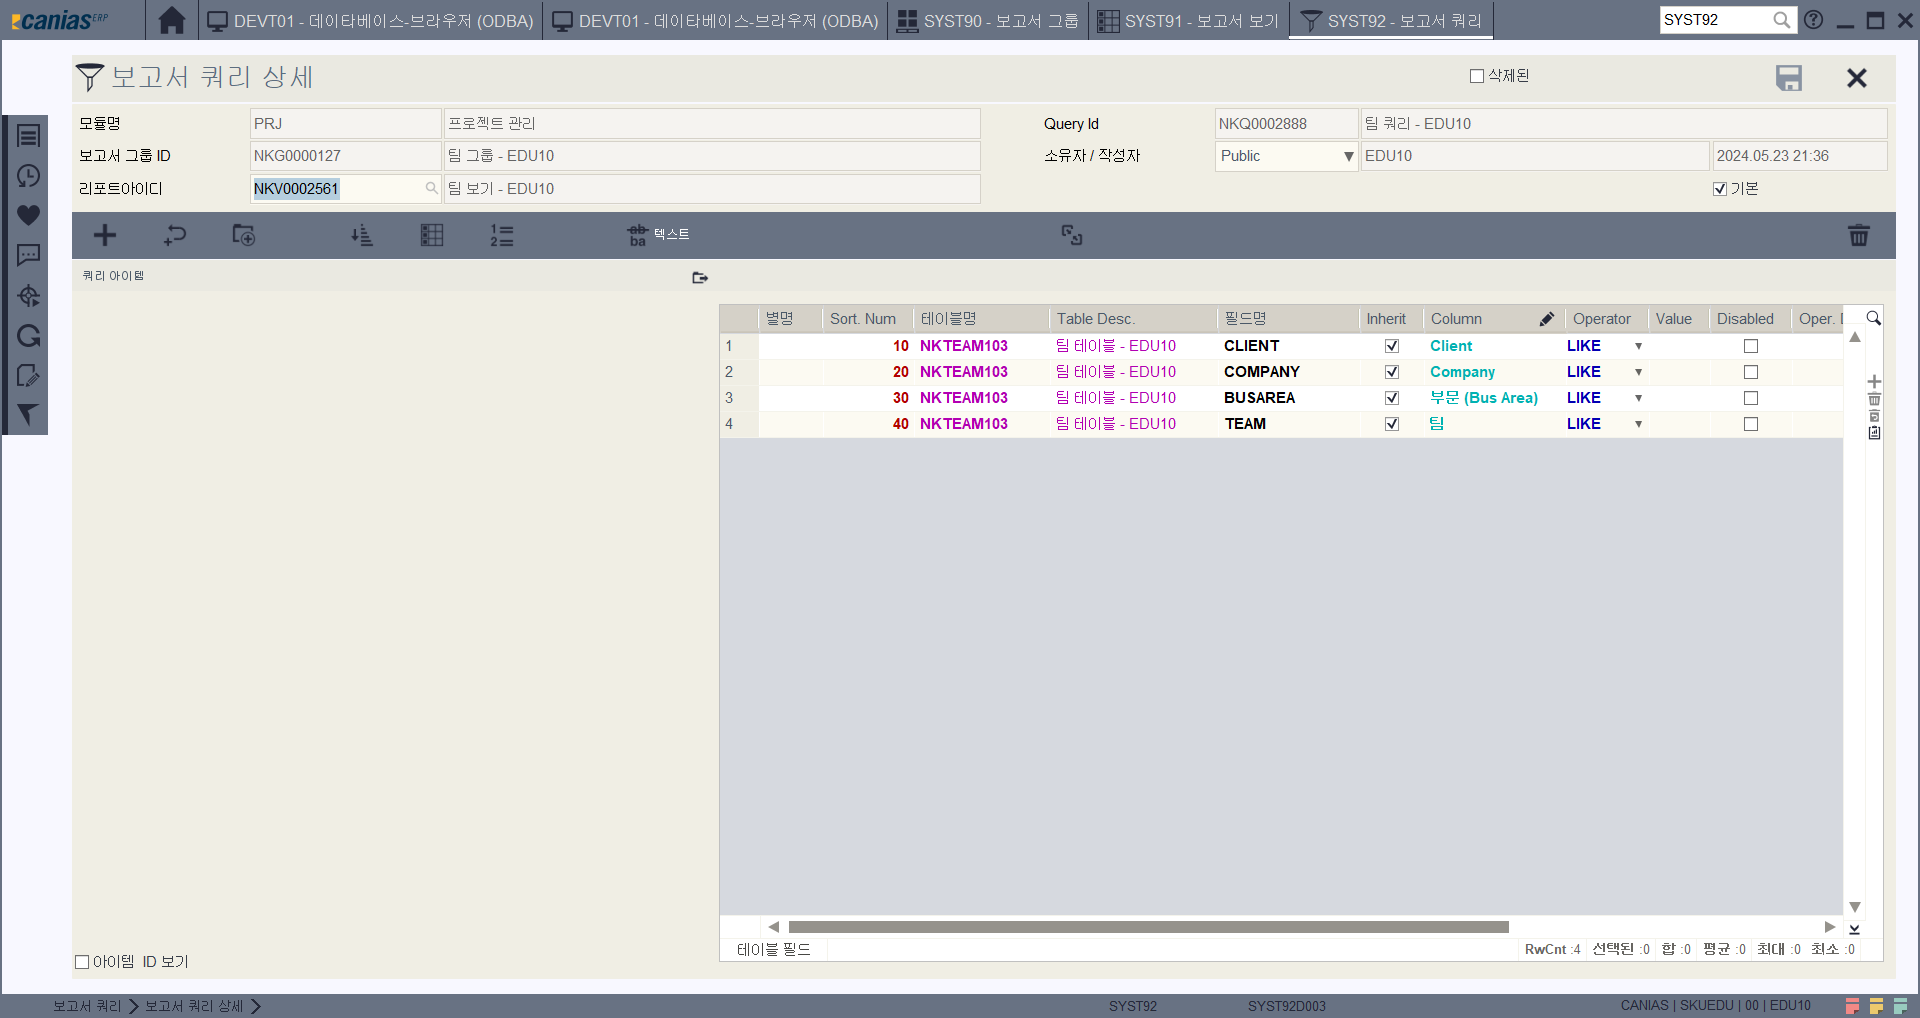 caniasERP DEVT01 - 데이타베이스-브라우저 (ODBA) DEVT01 - 데이타베이스-브라우저 (ODBA) SYST90 - 보고서 그룹 SYST91 - 보고서 보기 SYST92 - 보고서 쿼리 SYST92
보고서 쿼리 상세 삭제된
모듈명 PRJ 프로젝트 관리 Query Id NKQ0002888 팀 쿼리 - EDU10
보고서 그룹 ID NKG0000127 팀 그룹 - EDU10 소유자 / 작성자 Public EDU10 2024.05.23 21:36
리포트아이디 NKV0002561 팀 보기 - EDU10 기본
텍스트
쿼리 아이템
별명 Sort. Num 테이블명 Table Desc. 필드명 Inherit Column Operator Value Disabled Oper.
1 10 NKTEAM103 팀 테이블 - EDU10 CLIENT Client LIKE
2 20 NKTEAM103 팀 테이블 - EDU10 COMPANY Company LIKE
3 30 NKTEAM103 팀 테이블 - EDU10 BUSAREA 부문 (Bus Area) LIKE
4 40 NKTEAM103 팀 테이블 - EDU10 TEAM 팀 LIKE
테이블 필드 RwCnt :4 선택된 :0 합 :0 평균 :0 최대 :0 최소 :0
아이템 ID 보기
보고서 쿼리 보고서 쿼리 상세 SYST92 SYST92D003 CANIAS | SKUEDU | 00 | EDU10